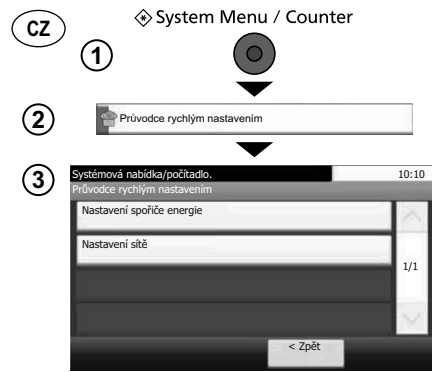 CZ
System Menu / Counter
1
2
Průvodce rychlým nastavením
3
Systémová nabídka/počítadlo. 10:10
Průvodce rychlým nastavením
Nastavení spořiče energie
Nastavení sítě
1/1
< Zpět